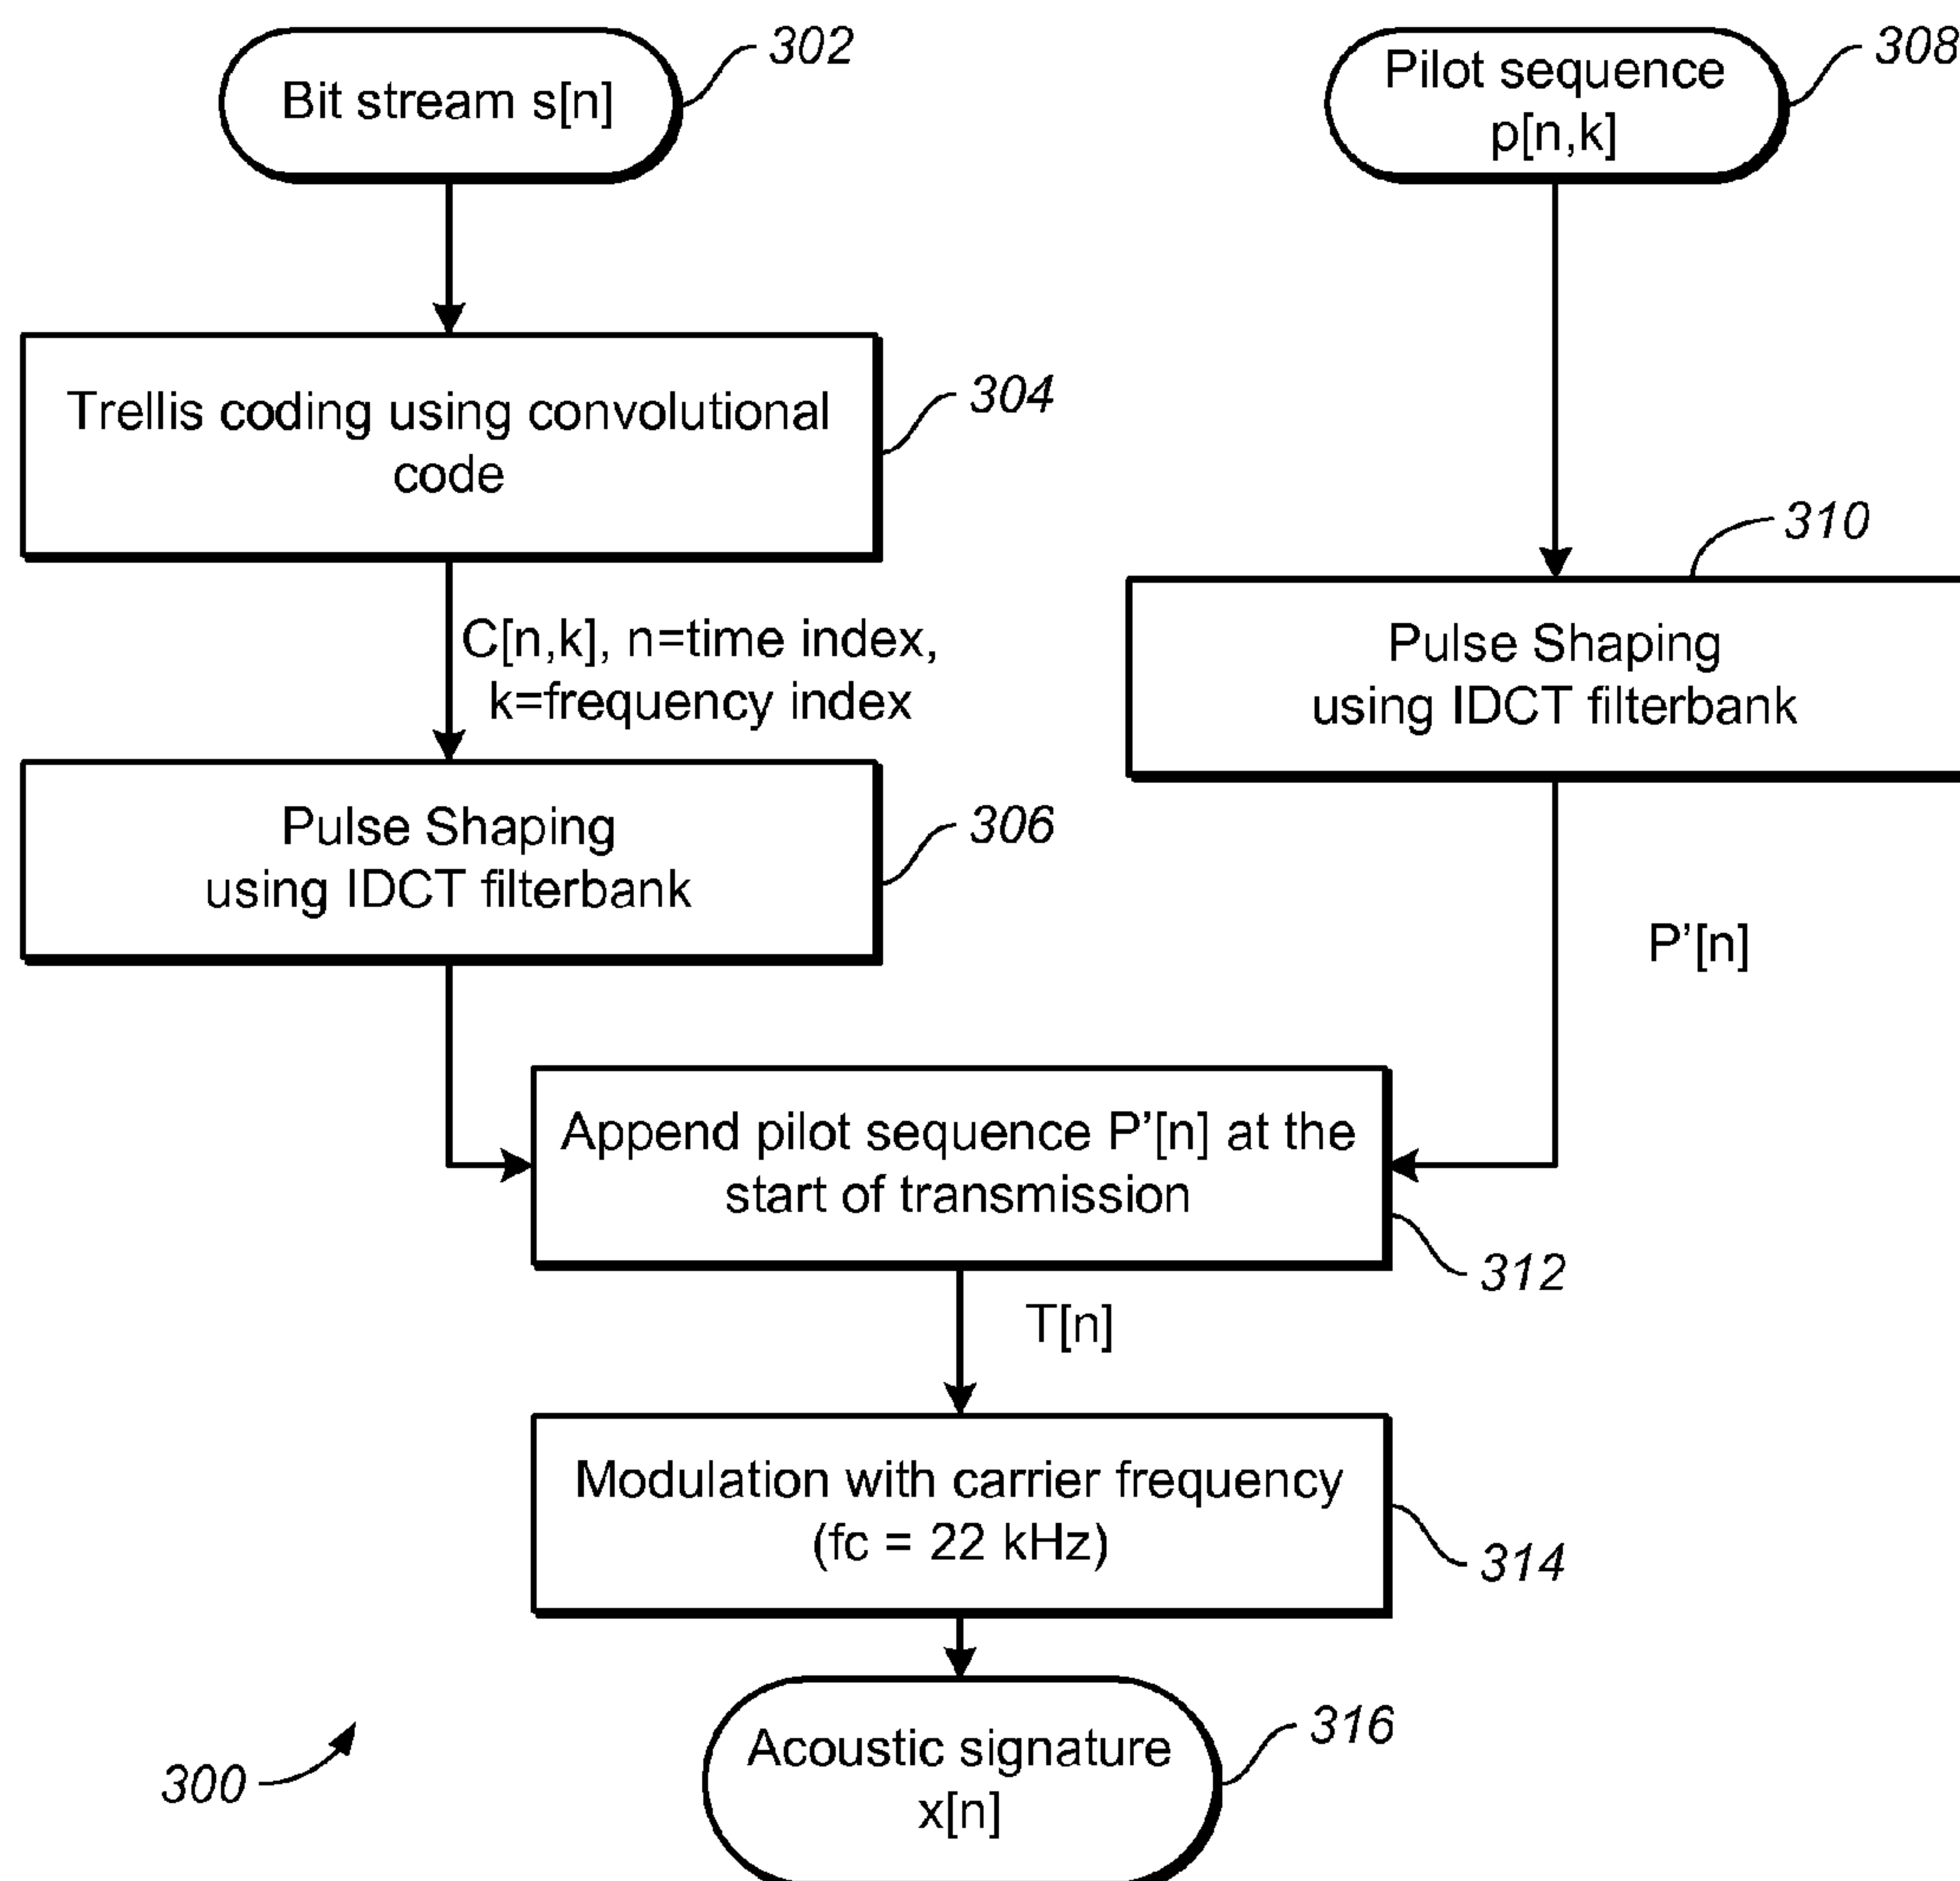 Bit stream s[n]
302
Pilot sequence
p[n,k]
308
Trellis coding using convolutional
code
304
C[n,k], n=time index,
k=frequency index
Pulse Shaping
using IDCT filterbank
310
Pulse Shaping
using IDCT filterbank
306
P'[n]
Append pilot sequence P'[n] at the
start of transmission
312
T[n]
Modulation with carrier frequency
(fc = 22 kHz)
314
Acoustic signature
x[n]
316
300